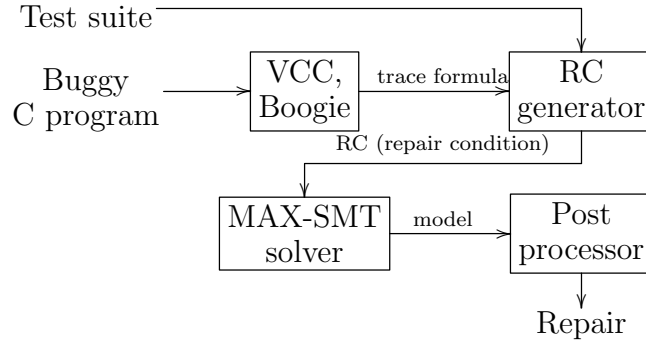 Test suite
Buggy
C program
VCC,
Boogie
trace formula
RC
generator
RC (repair condition)
MAX-SMT
solver
model
Post
processor
Repair